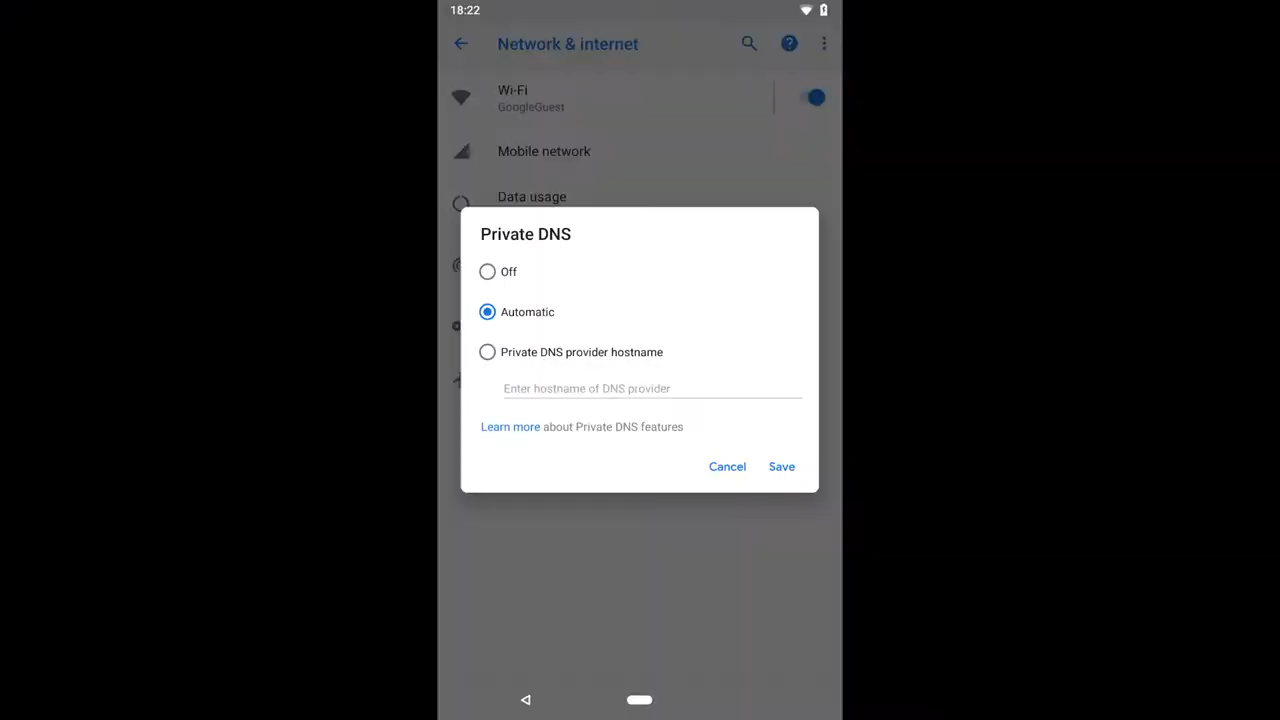 18:22
Network & internet
Wi-Fi
GoogleGuest
Mobile network
Data usage
Private DNS
Off
Automatic
Private DNS provider hostname
Enter hostname of DNS provider
Learn more about Private DNS features
Cancel Save